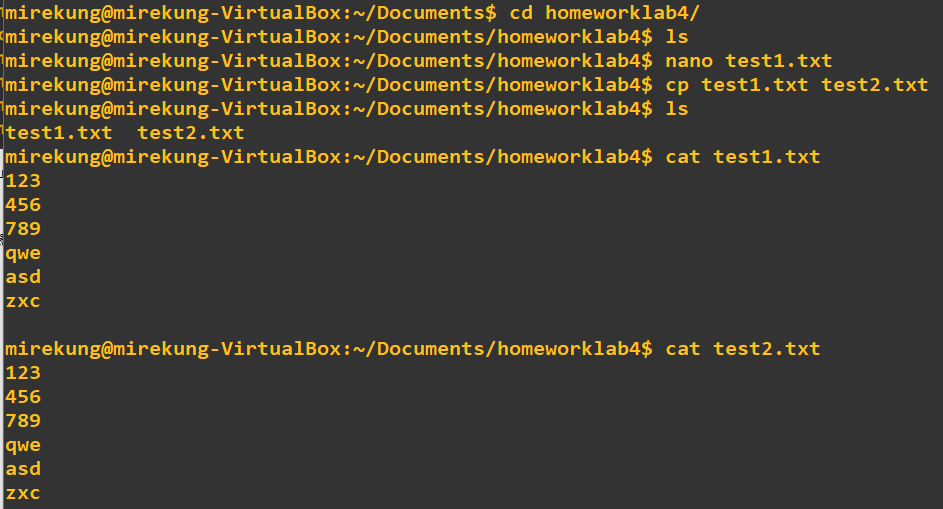 mirekung@mirekung-VirtualBox:~/Documents$ cd homeworklab4/
mirekung@mirekung-VirtualBox:~/Documents/homeworklab4$ ls
mirekung@mirekung-VirtualBox:~/Documents/homeworklab4$ nano test1.txt
mirekung@mirekung-VirtualBox:~/Documents/homeworklab4$ cp test1.txt test2.txt
mirekung@mirekung-VirtualBox:~/Documents/homeworklab4$ ls
test1.txt  test2.txt
mirekung@mirekung-VirtualBox:~/Documents/homeworklab4$ cat test1.txt
123
456
789
qwe
asd
zxc

mirekung@mirekung-VirtualBox:~/Documents/homeworklab4$ cat test2.txt
123
456
789
qwe
asd
zxc